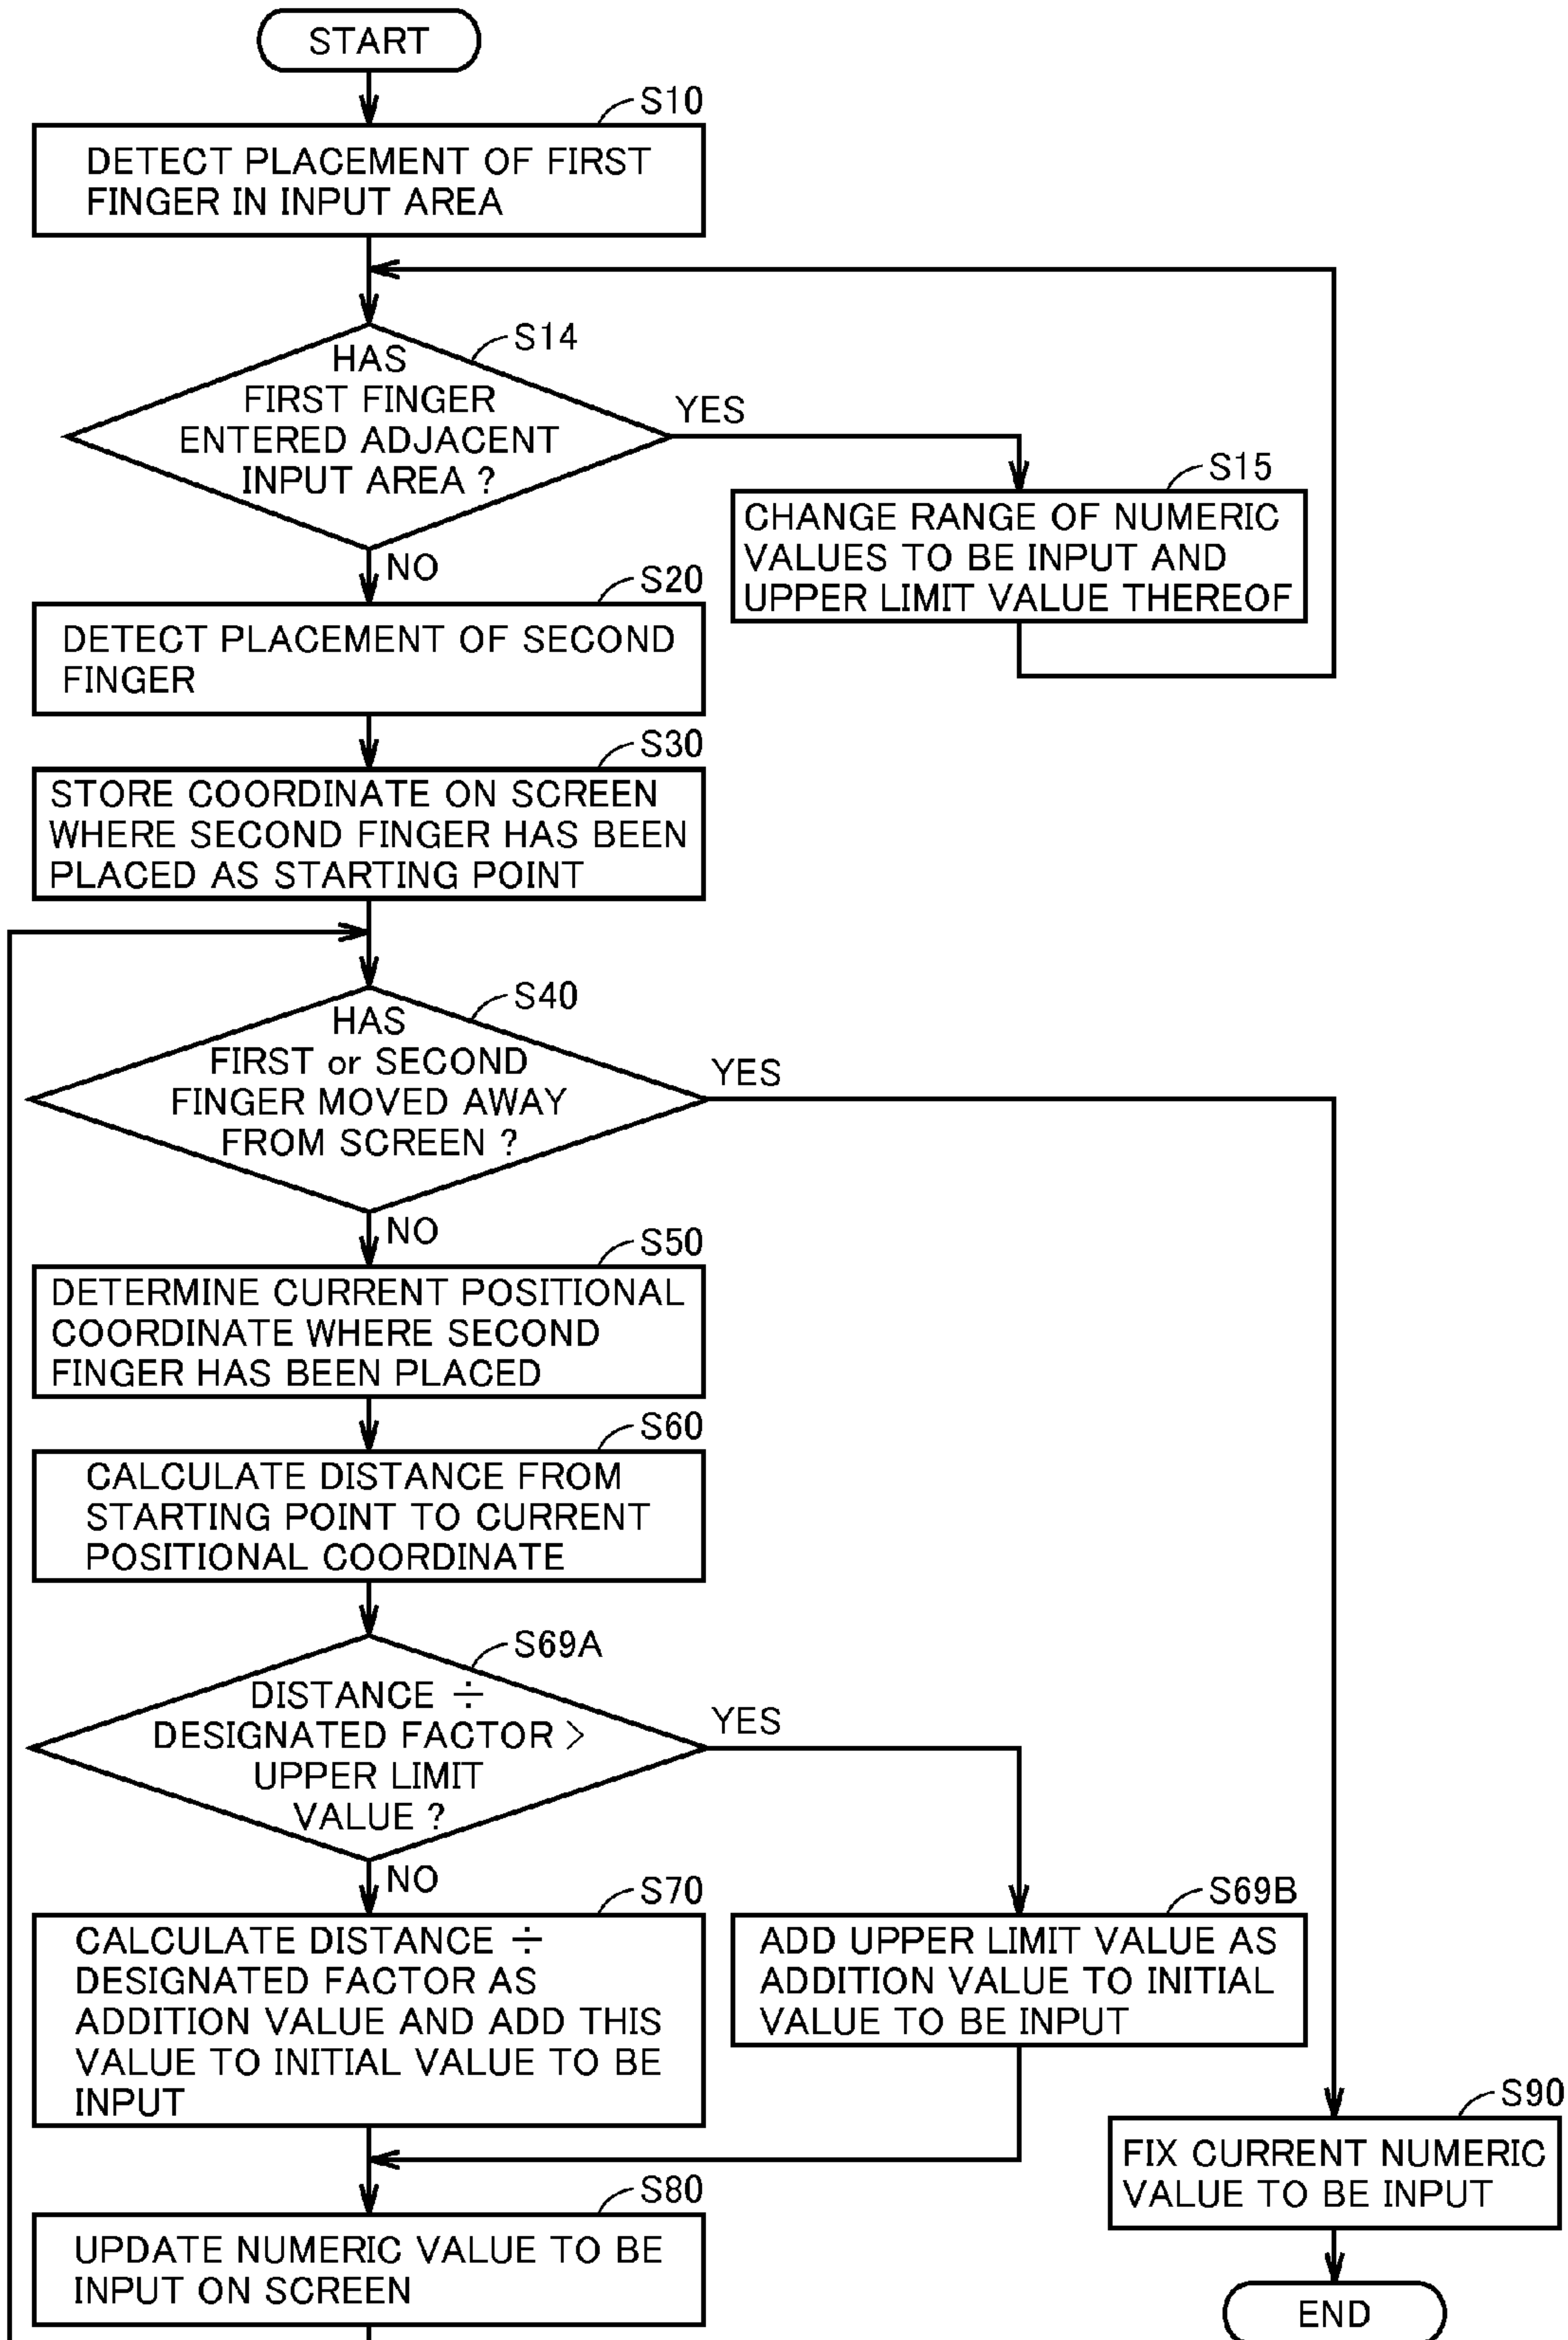 START
S10
DETECT PLACEMENT OF FIRST
FINGER IN INPUT AREA
S14
HAS
FIRST FINGER
ENTERED ADJACENT
INPUT AREA ?
YES
NO
S15
CHANGE RANGE OF NUMERIC
VALUES TO BE INPUT AND
UPPER LIMIT VALUE THEREOF
S20
DETECT PLACEMENT OF SECOND
FINGER
S30
STORE COORDINATE ON SCREEN
WHERE SECOND FINGER HAS BEEN
PLACED AS STARTING POINT
S40
HAS
FIRST or SECOND
FINGER MOVED AWAY
FROM SCREEN ?
YES
NO
S50
DETERMINE CURRENT POSITIONAL
COORDINATE WHERE SECOND
FINGER HAS BEEN PLACED
S60
CALCULATE DISTANCE FROM
STARTING POINT TO CURRENT
POSITIONAL COORDINATE
S69A
DISTANCE ÷
DESIGNATED FACTOR >
UPPER LIMIT
VALUE ?
YES
NO
S70
CALCULATE DISTANCE ÷
DESIGNATED FACTOR AS
ADDITION VALUE AND ADD THIS
VALUE TO INITIAL VALUE TO BE
INPUT
S69B
ADD UPPER LIMIT VALUE AS
ADDITION VALUE TO INITIAL
VALUE TO BE INPUT
S80
UPDATE NUMERIC VALUE TO BE
INPUT ON SCREEN
S90
FIX CURRENT NUMERIC
VALUE TO BE INPUT
END